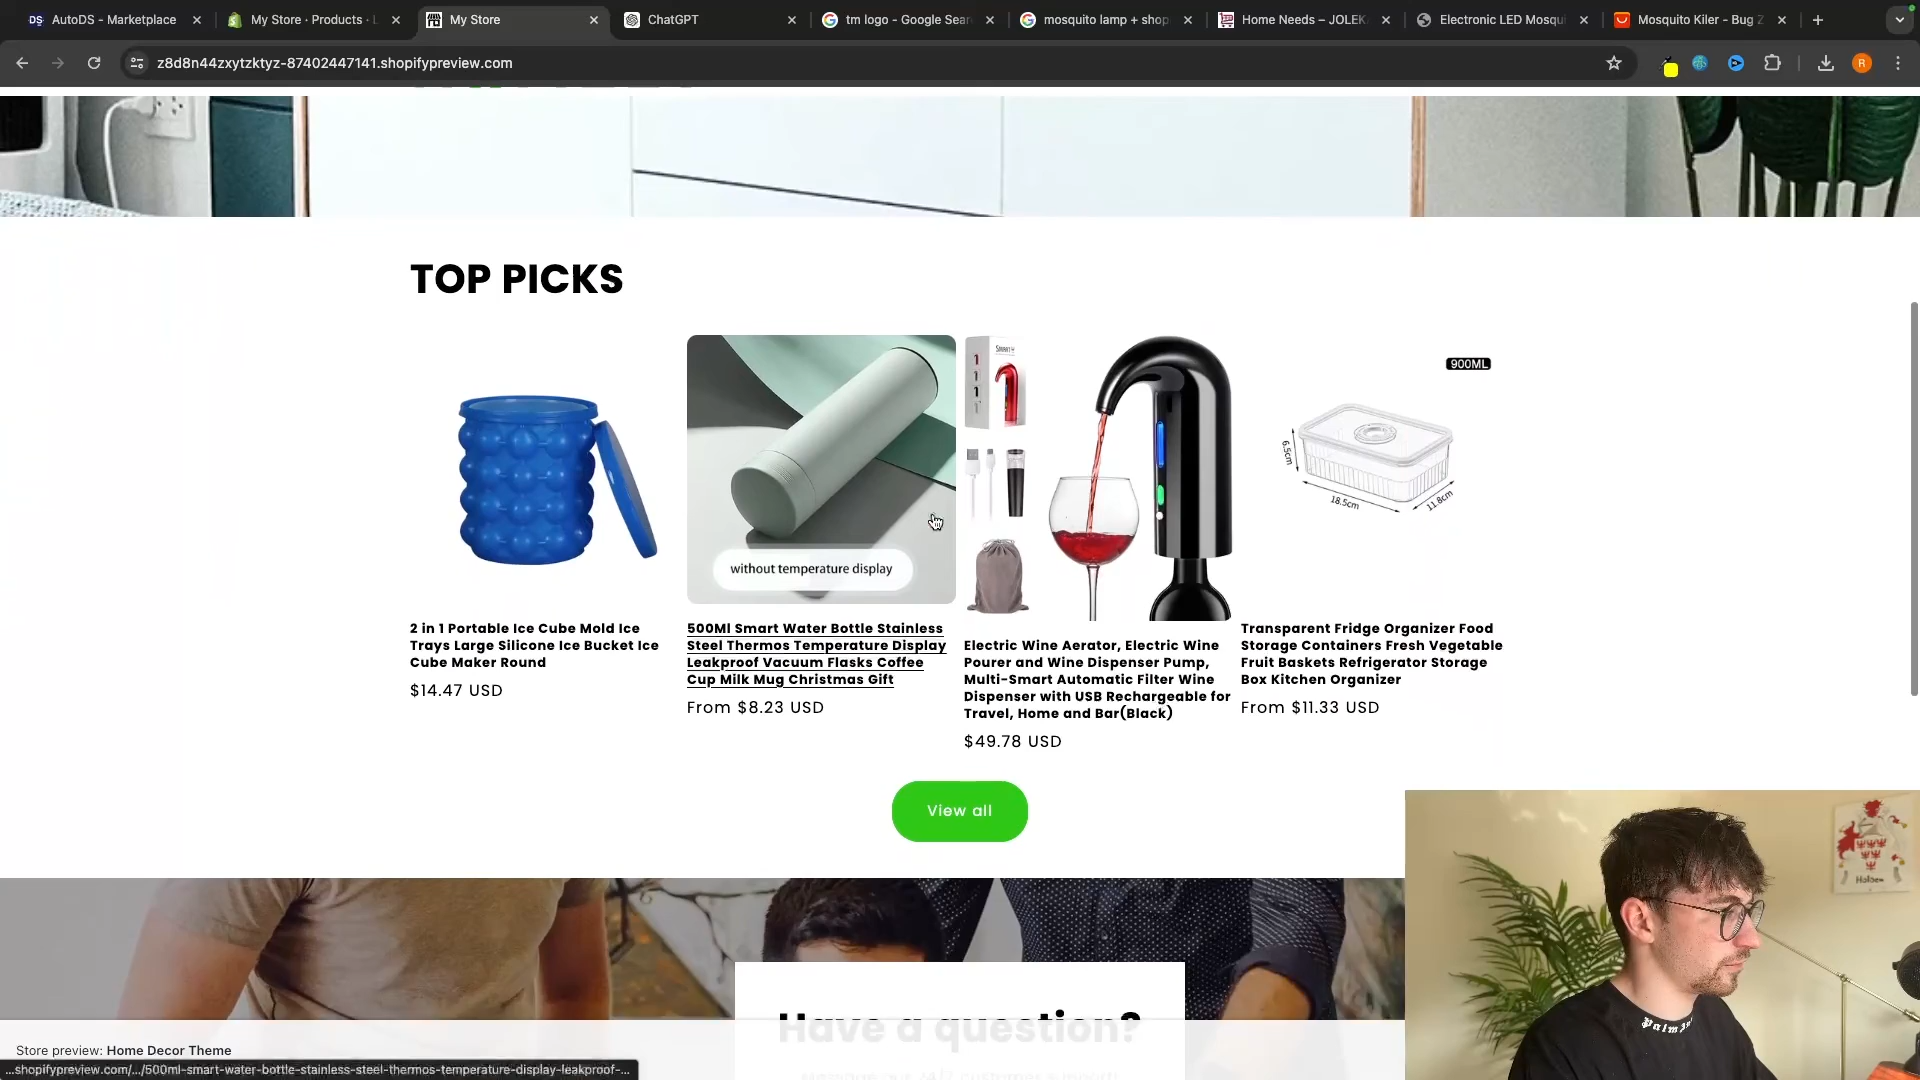 AutoDS - Marketplace
My Store · Products
My Store
ChatGPT
tm logo - Google Sear
mosquito lamp + shop
Home Needs – JOLEK
Electronic LED Mosqui
Mosquito Kiler - Bug Z
z8d8n44zxytzktyz-87402447141.shopifypreview.com
R
TOP PICKS
without temperature display
900ML
6.5cm
18.5cm
11.8cm
2 in 1 Portable Ice Cube Mold Ice
Trays Large Silicone Ice Bucket Ice
Cube Maker Round
$14.47 USD
500Ml Smart Water Bottle Stainless
Steel Thermos Temperature Display
Leakproof Vacuum Flasks Coffee
Cup Milk Mug Christmas Gift
From $8.23 USD
Electric Wine Aerator, Electric Wine
Pourer and Wine Dispenser Pump,
Multi-Smart Automatic Filter Wine
Dispenser with USB Rechargeable for
Travel, Home and Bar(Black)
$49.78 USD
Transparent Fridge Organizer Food
Storage Containers Fresh Vegetable
Fruit Baskets Refrigerator Storage
Box Kitchen Organizer
From $11.33 USD
View all
Have a question?
Store preview: Home Decor Theme
...shopifypreview.com/.../500ml-smart-water-bottle-stainless-steel-thermos-temperature-display-leakproof-...